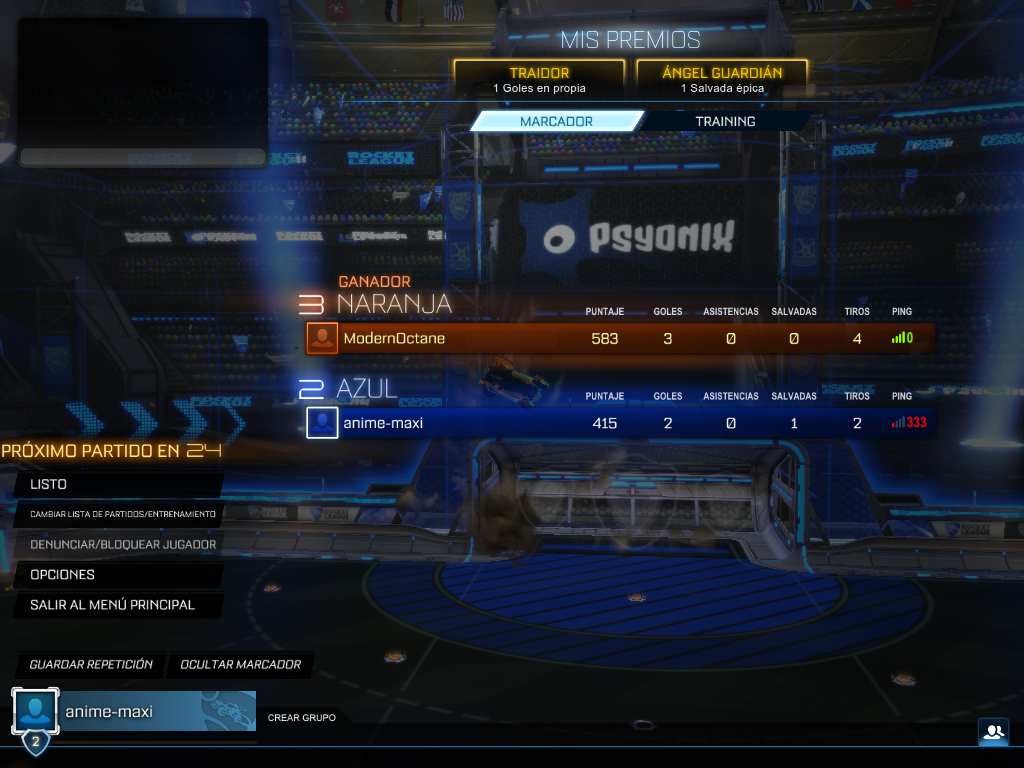 MIS PREMIOS
TRAIDOR
1 Goles en propia
ÁNGEL GUARDIÁN
1 Salvada épica
MARCADOR
TRAINING
ROCKET LEAGUE
PSYONIX
GANADOR
3 NARANJA
PUNTAJE GOLES ASISTENCIAS SALVADAS TIROS PING
ModernOctane 583 3 0 0 4 0
2 AZUL
PUNTAJE GOLES ASISTENCIAS SALVADAS TIROS PING
anime-maxi 415 2 0 1 2 333
PRÓXIMO PARTIDO EN 24
LISTO
CAMBIAR LISTA DE PARTIDOS/ENTRENAMIENTO
DENUNCIAR/BLOQUEAR JUGADOR
OPCIONES
SALIR AL MENÚ PRINCIPAL
GUARDAR REPETICIÓN
OCULTAR MARCADOR
anime-maxi
CREAR GRUPO
2